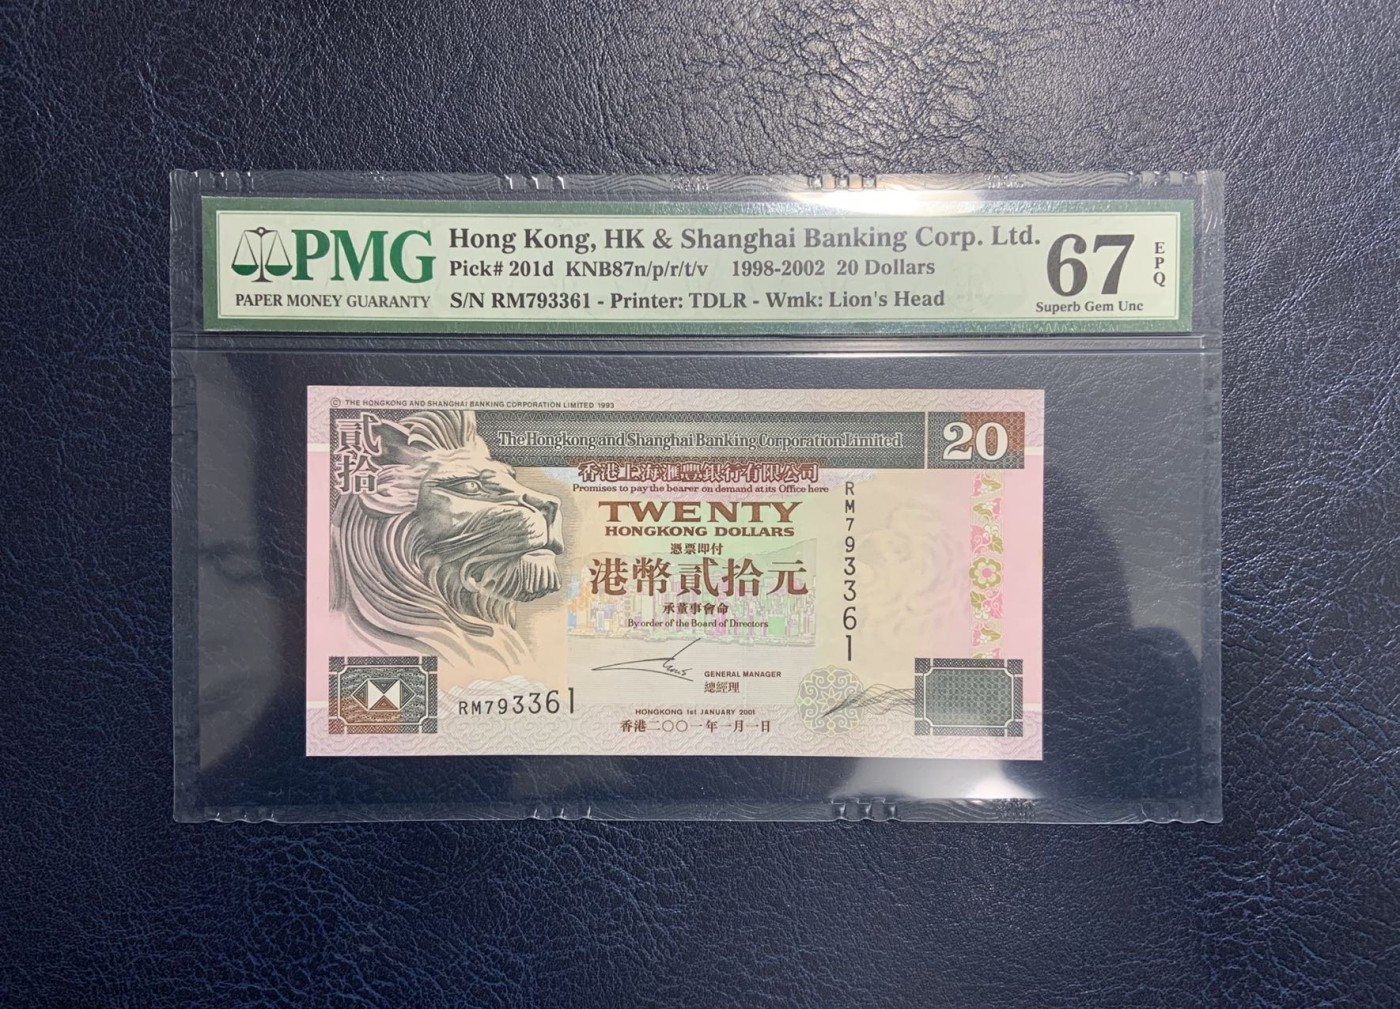 PMG
PAPER MONEY GUARANTY
Hong Kong, HK & Shanghai Banking Corp. Ltd.
Pick# 201d KNB87n/p/r/t/v 1998-2002 20 Dollars
S/N RM793361 - Printer: TDLR - Wmk: Lion's Head
67
EPQ
Superb Gem Unc
© THE HONGKONG AND SHANGHAI BANKING CORPORATION LIMITED 1993
貳拾
The Hongkong and Shanghai Banking Corporation Limited
20
香港上海滙豐銀行有限公司
Promises to pay the bearer on demand at its Office here
TWENTY
HONGKONG DOLLARS
憑票即付
港幣貳拾元
承董事會命
By order of the Board of Directors
RM793361
GENERAL MANAGER
總經理
RM793361
HONGKONG 1st JANUARY 2001
香港二〇〇一年一月一日